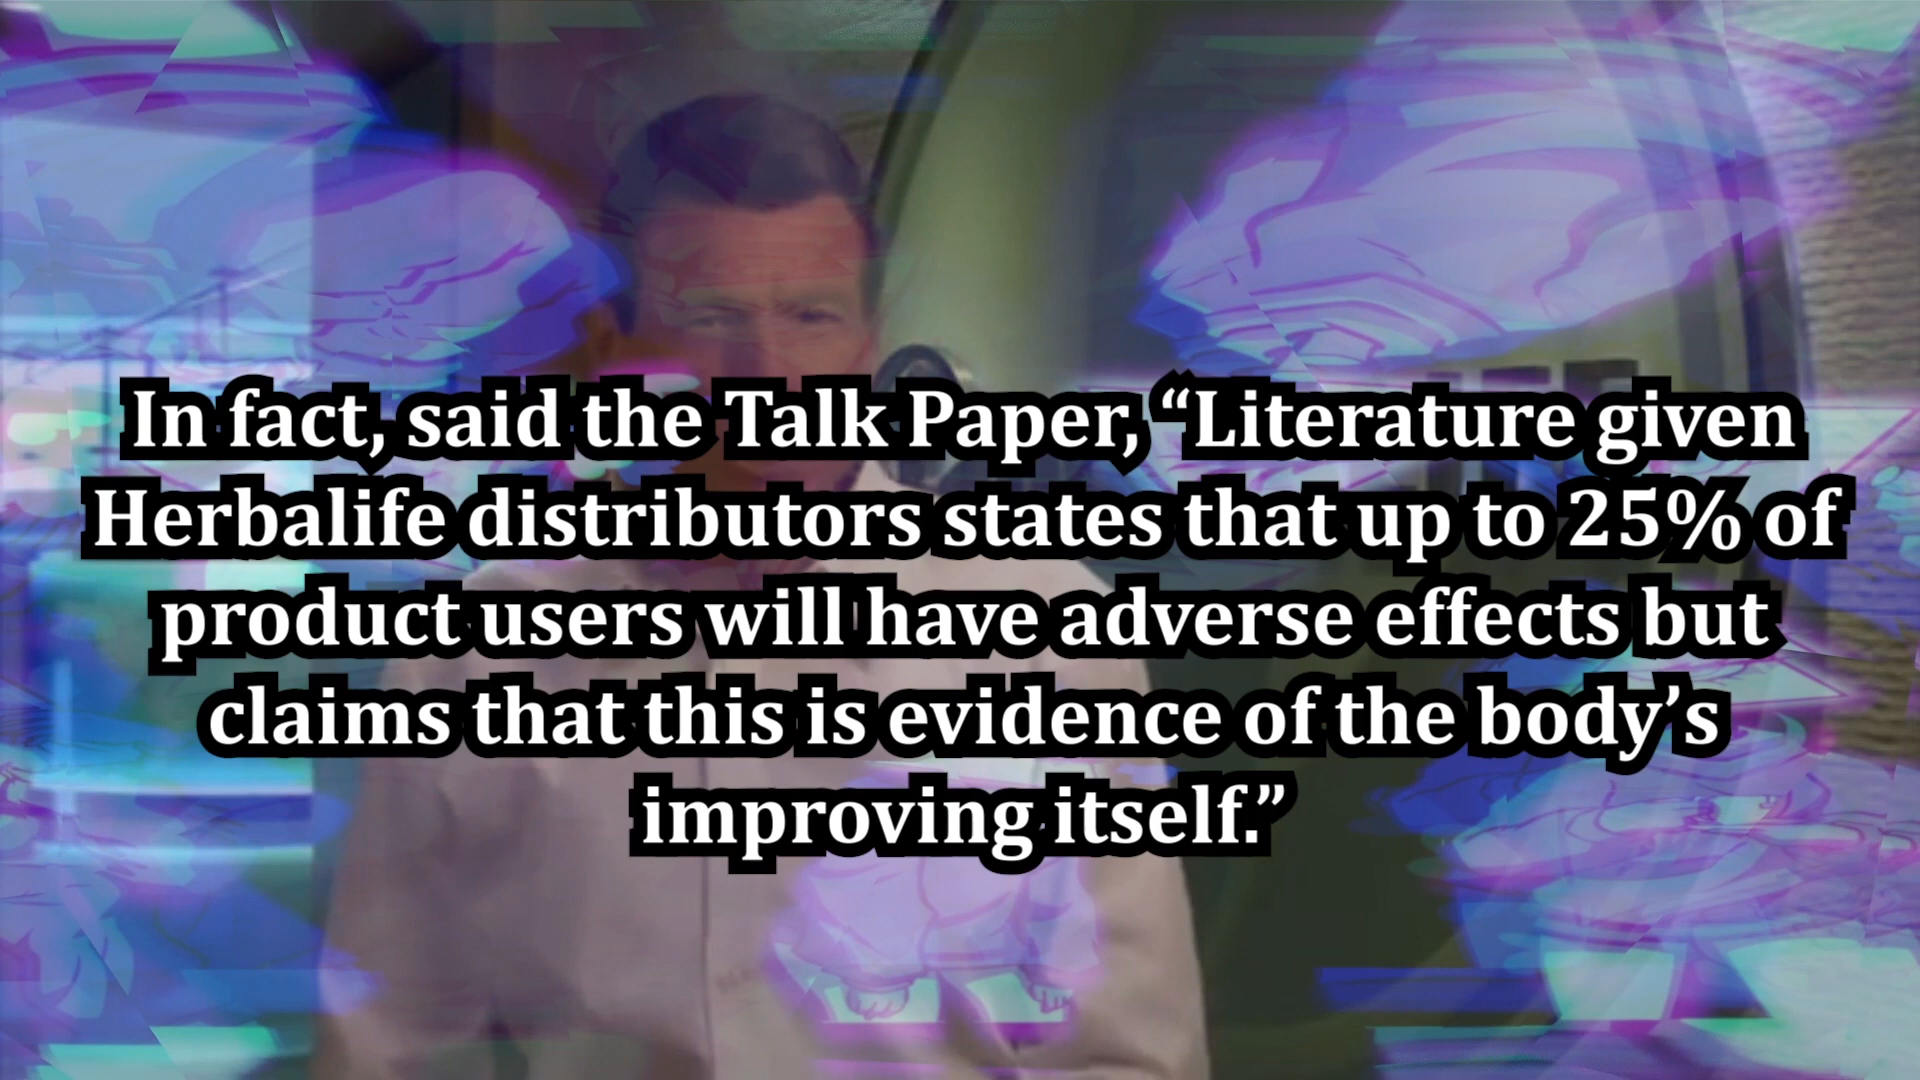 In fact, said the Talk Paper, “Literature given
Herbalife distributors states that up to 25% of
product users will have adverse effects but
claims that this is evidence of the body’s
improving itself.”